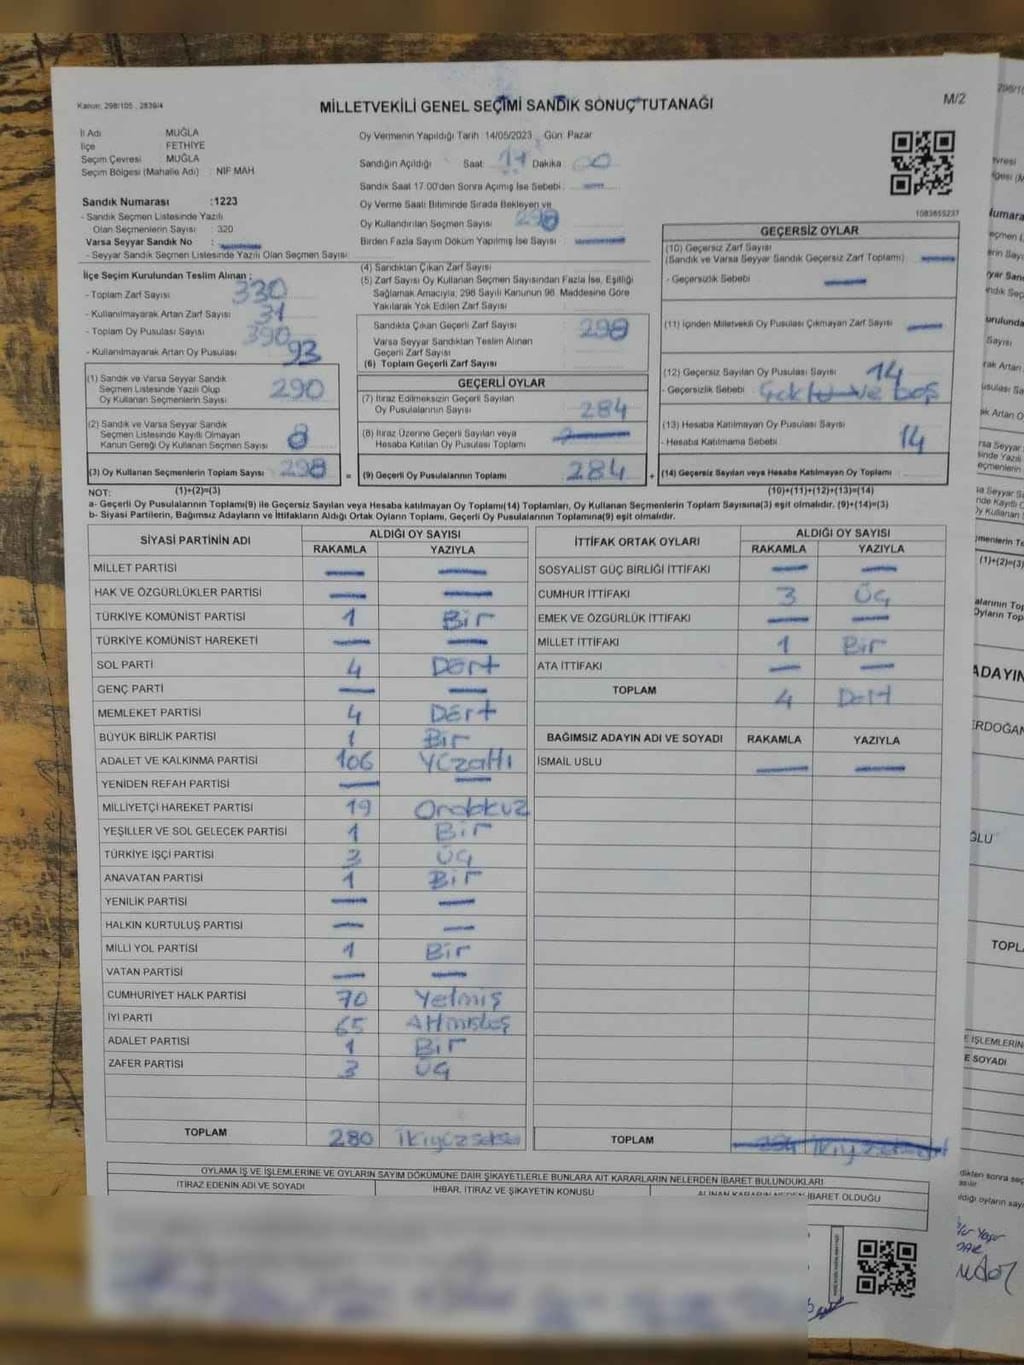 Kanun: 298/105 , 2839/4
MİLLETVEKİLİ GENEL SEÇİMİ SANDIK SONUÇ TUTANAĞI
M/2
İl Adı MUĞLA
İlçe FETHİYE
Seçim Çevresi MUĞLA
Seçim Bölgesi (Mahalle Adı) : NİF MAH
Oy Vermenin Yapıldığı Tarih 14/05/2023 Gün: Pazar
Sandığın Açıldığı Saat: 17 Dakika : 00
Sandık Saat 17.00'den Sonra Açılmış İse Sebebi :
Oy Verme Saati Bitiminde Sırada Bekleyen ve
Oy Kullandırılan Seçmen Sayısı : 298
Birden Fazla Sayım Döküm Yapılmış İse Sayısı :
1083655237
Sandık Numarası :1223
- Sandık Seçmen Listesinde Yazılı
Olan Seçmenlerin Sayısı : 320
Varsa Seyyar Sandık No :
- Seyyar Sandık Seçmen Listesinde Yazılı Olan Seçmen Sayısı
İlçe Seçim Kurulundan Teslim Alınan :
- Toplam Zarf Sayısı : 330
- Kullanılmayarak Artan Zarf Sayısı : 31
- Toplam Oy Pusulası Sayısı : 390
- Kullanılmayarak Artan Oy Pusulası : 93
(1) Sandık ve Varsa Seyyar Sandık
Seçmen Listesinde Yazılı Olup
Oy Kullanan Seçmenlerin Sayısı : 290
(2) Sandık ve Varsa Seyyar Sandık
Seçmen Listesinde Kayıtlı Olmayan
Kanun Gereği Oy Kullanan Seçmen Sayısı : 8
(3) Oy Kullanan Seçmenlerin Toplam Sayısı : 298
(4) Sandıktan Çıkan Zarf Sayısı
(5) Zarf Sayısı Oy Kullanan Seçmen Sayısından Fazla İse, Eşitliği
Sağlamak Amacıyla, 298 Sayılı Kanunun 98. Maddesine Göre
Yakılarak Yok Edilen Zarf Sayısı :
Sandıkta Çıkan Geçerli Zarf Sayısı : 298
Varsa Seyyar Sandıktan Teslim Alınan
Geçerli Zarf Sayısı
(6) Toplam Geçerli Zarf Sayısı :
GEÇERLİ OYLAR
(7) İtiraz Edilmeksizin Geçerli Sayılan
Oy Pusulalarının Sayısı : 284
(8) İtiraz Üzerine Geçerli Sayılan veya
Hesaba Katılan Oy Pusulası Toplamı :
= (9) Geçerli Oy Pusulalarının Toplamı : 284 +
GEÇERSİZ OYLAR
(10) Geçersiz Zarf Sayısı
(Sandık ve Varsa Seyyar Sandık Geçersiz Zarf Toplamı) :
- Geçersizlik Sebebi :
(11) İçinden Milletvekili Oy Pusulası Çıkmayan Zarf Sayısı :
(12) Geçersiz Sayılan Oy Pusulası Sayısı : 14
- Geçersizlik Sebebi : ve boş
(13) Hesaba Katılmayan Oy Pusulası Sayısı :
- Hesaba Katılmama Sebebi : 14
(14) Geçersiz Sayılan veya Hesaba Katılmayan Oy Toplamı :
NOT: (1)+(2)=(3) (10)+(11)+(12)+(13)=(14)
a- Geçerli Oy Pusulalarının Toplamı(9) ile Geçersiz Sayılan veya Hesaba katılmayan Oy Toplamı(14) Toplamları, Oy Kullanan Seçmenlerin Toplam Sayısına(3) eşit olmalıdır. (9)+(14)=(3)
b- Siyasi Partilerin, Bağımsız Adayların ve İttifakların Aldığı Ortak Oyların Toplamı, Geçerli Oy Pusulalarının Toplamına(9) eşit olmalıdır.
SİYASİ PARTİNİN ADI ALDIĞI OY SAYISI
RAKAMLA YAZIYLA
MİLLET PARTİSİ
HAK VE ÖZGÜRLÜKLER PARTİSİ
TÜRKİYE KOMÜNİST PARTİSİ 1 Bir
TÜRKİYE KOMÜNİST HAREKETİ
SOL PARTİ 4 Dört
GENÇ PARTİ
MEMLEKET PARTİSİ 4 Dört
BÜYÜK BİRLİK PARTİSİ 1 Bir
ADALET VE KALKINMA PARTİSİ 106 Yüzaltı
YENİDEN REFAH PARTİSİ
MİLLİYETÇİ HAREKET PARTİSİ 19 Ondokuz
YEŞİLLER VE SOL GELECEK PARTİSİ 1 Bir
TÜRKİYE İŞÇİ PARTİSİ 3 Üç
ANAVATAN PARTİSİ 1 Bir
YENİLİK PARTİSİ
HALKIN KURTULUŞ PARTİSİ
MİLLİ YOL PARTİSİ 1 Bir
VATAN PARTİSİ
CUMHURİYET HALK PARTİSİ 70 Yetmiş
İYİ PARTİ 65 Altmışbeş
ADALET PARTİSİ 1 Bir
ZAFER PARTİSİ 3 Üç
TOPLAM 280 İkiyüzseksen
İTTİFAK ORTAK OYLARI ALDIĞI OY SAYISI
RAKAMLA YAZIYLA
SOSYALİST GÜÇ BİRLİĞİ İTTİFAKI
CUMHUR İTTİFAKI 3 Üç
EMEK VE ÖZGÜRLÜK İTTİFAKI
MİLLET İTTİFAKI 1 Bir
ATA İTTİFAKI
TOPLAM 4 Dört
BAĞIMSIZ ADAYIN ADI VE SOYADI RAKAMLA YAZIYLA
İSMAİL USLU
TOPLAM 284
OYLAMA İŞ VE İŞLEMLERİNE VE OYLARIN SAYIM DÖKÜMÜNE DAİR ŞİKAYETLERLE BUNLARA AİT KARARLARIN NELERDEN İBARET BULUNDUKLARI
İTİRAZ EDENİN ADI VE SOYADI İHBAR, İTİRAZ VE ŞİKAYETİN KONUSU ALINAN KARARIN NEDEN İBARET OLDUĞU